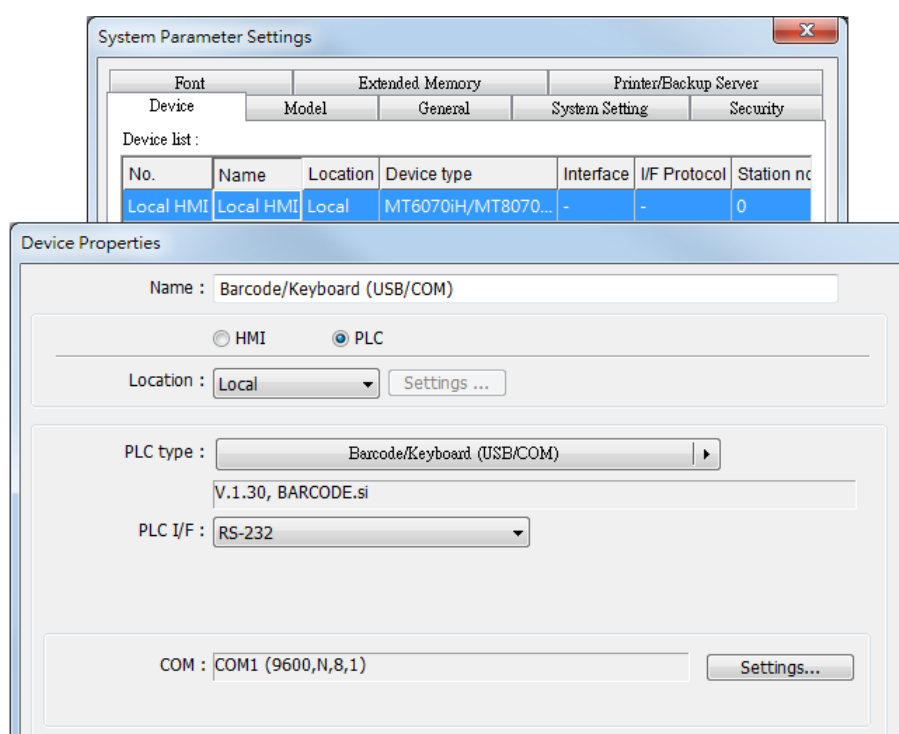 System Parameter Settings
Font Extended Memory Printer/Backup Server
Device Model General System Setting Security
Device list :
No. Name Location Device type Interface I/F Protocol Station no
Local HMI Local HMI Local MT6070iH/MT8070... - - 0
Device Properties
Name : Barcode/Keyboard (USB/COM)
HMI PLC
Location : Local Settings ...
PLC type : Barcode/Keyboard (USB/COM)
V.1.30, BARCODE.si
PLC I/F : RS-232
COM : COM1 (9600,N,8,1) Settings...